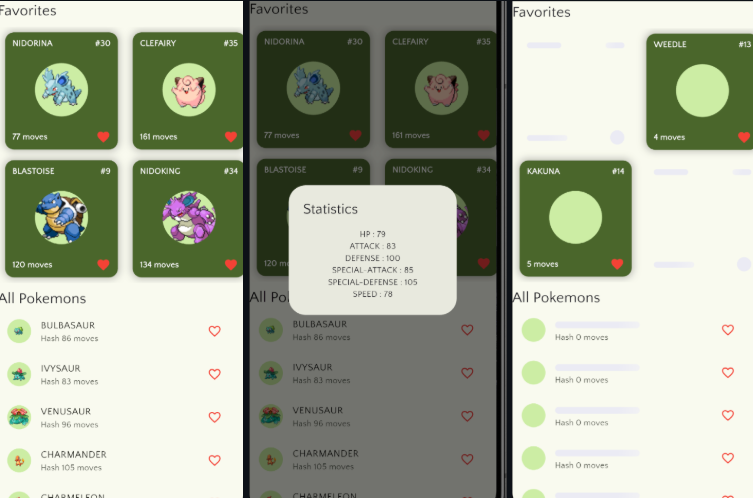 Favorites
NIDORINA #30
CLEFAIRY #35
77 moves
161 moves
BLASTOISE #9
NIDOKING #34
120 moves
134 moves
All Pokemons
BULBASAUR
Hash 86 moves
IVYSAUR
Hash 83 moves
VENUSAUR
Hash 96 moves
CHARMANDER
Hash 105 moves
CHARMELEON
Favorites
NIDORINA #30
CLEFAIRY #35
77 moves
161 moves
BLASTOISE #9
NIDOKING #34
Statistics
HP : 79
ATTACK : 83
DEFENSE : 100
SPECIAL-ATTACK : 85
SPECIAL-DEFENSE : 105
SPEED : 78
120 m
All Po
BULBASAUR
Hash 86 moves
IVYSAUR
Hash 83 moves
VENUSAUR
Hash 96 moves
CHARMANDER
Hash 105 moves
CHARMELEON
Favorites
WEEDLE #13
4 moves
KAKUNA #14
5 moves
All Pokemons
Hash 0 moves
Hash 0 moves
Hash 0 moves
Hash 0 moves